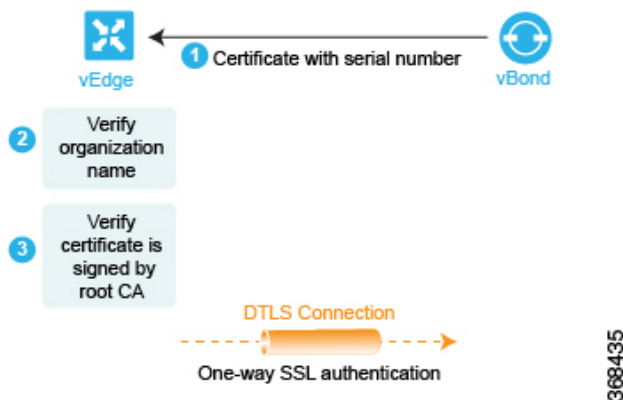 1 Certificate with serial number
vEdge
vBond
2
Verify
organization
name
3
Verify
certificate is
signed by
root CA
DTLS Connection
One-way SSL authentication
368435